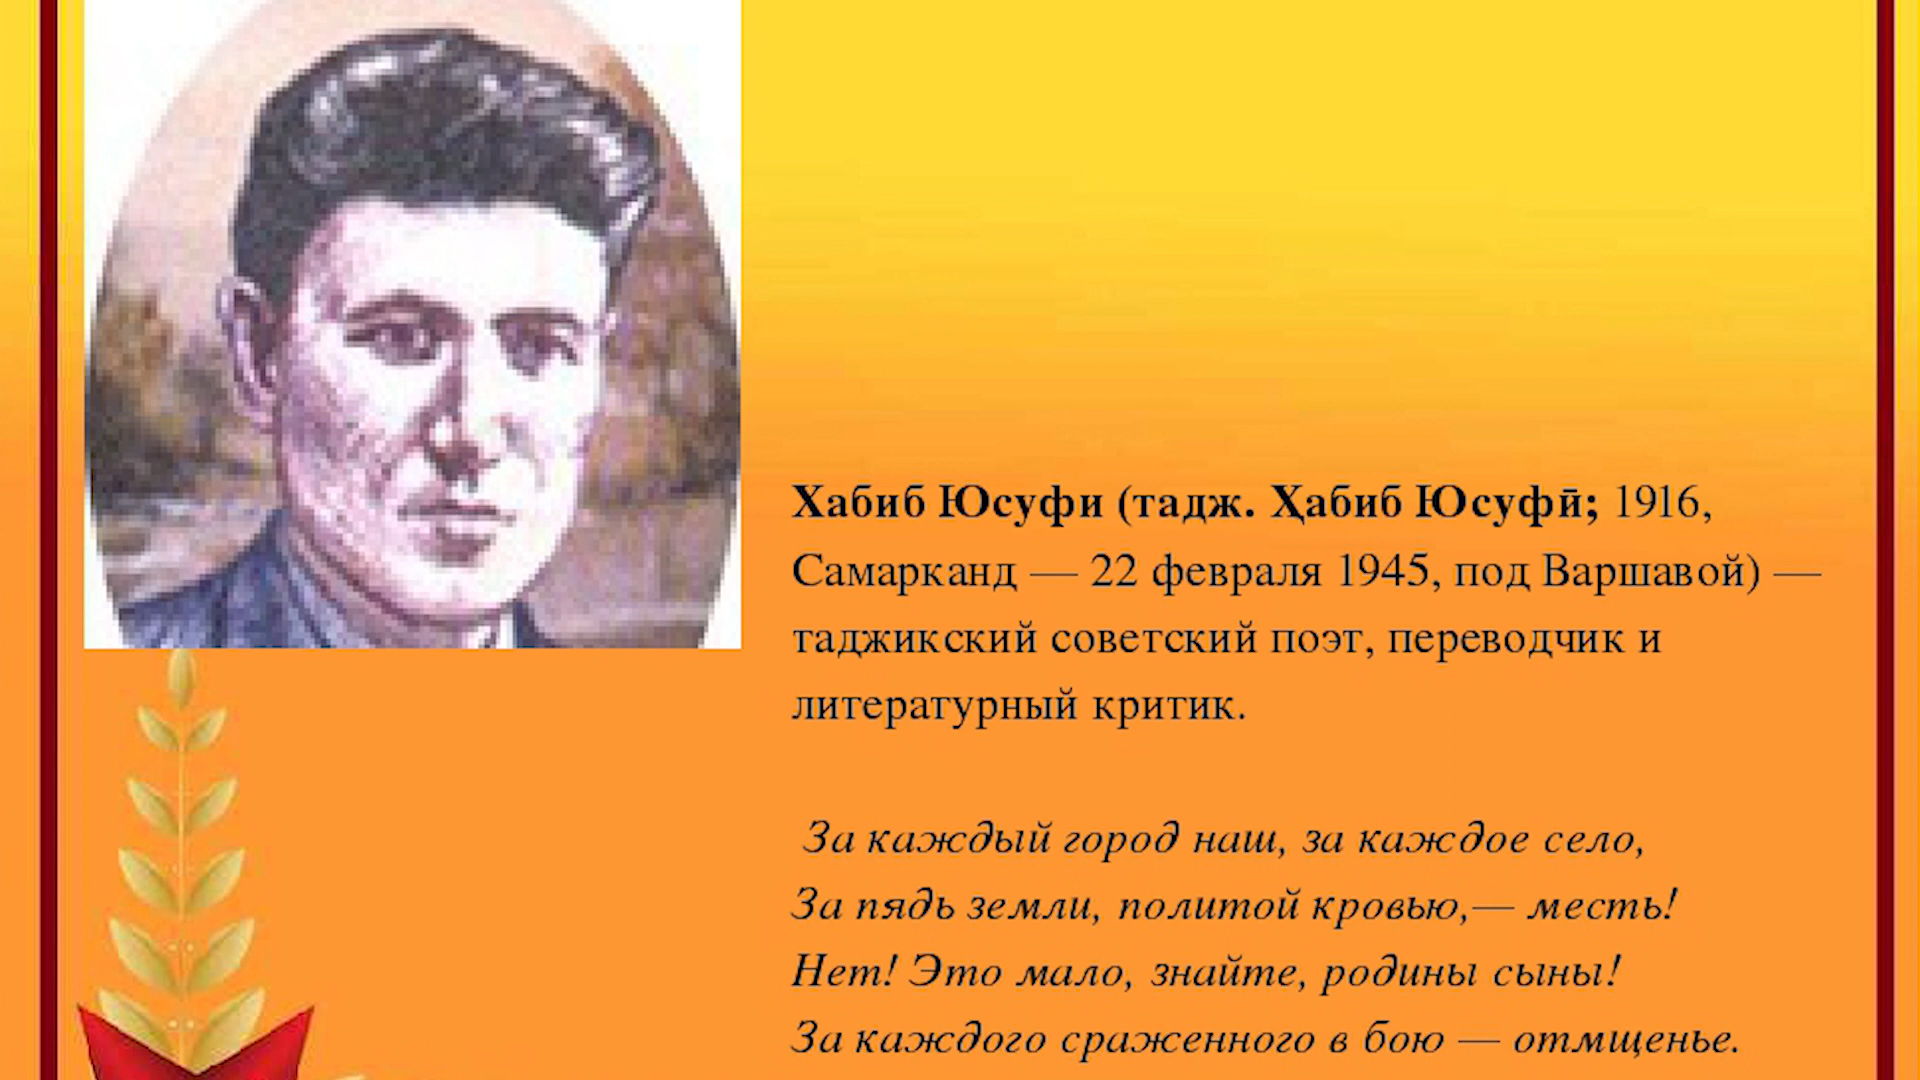 Хабиб Юсуфи (тадж. Ҳабиб Юсуфӣ; 1916,
Самарканд — 22 февраля 1945, под Варшавой) —
таджикский советский поэт, переводчик и
литературный критик.
За каждый город наш, за каждое село,
За пядь земли, политой кровью,— месть!
Нет! Это мало, знайте, родины сыны!
За каждого сраженного в бою — отмщенье.